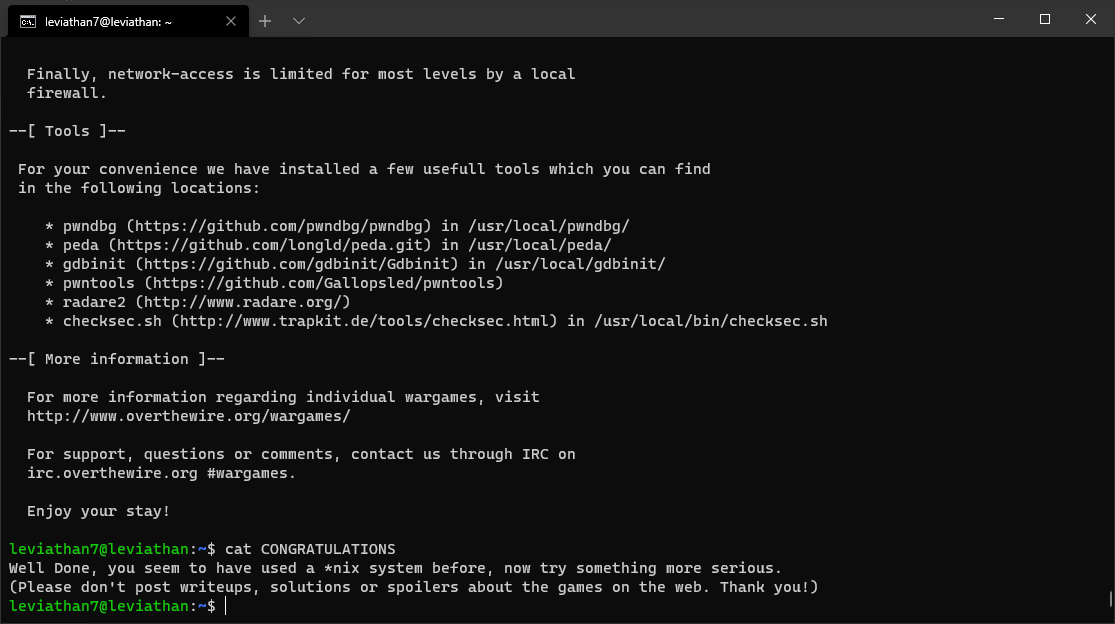 leviathan7@leviathan: ~
Finally, network-access is limited for most levels by a local
firewall.
--[ Tools ]--
For your convenience we have installed a few usefull tools which you can find
in the following locations:
* pwndbg (https://github.com/pwndbg/pwndbg) in /usr/local/pwndbg/
* peda (https://github.com/longld/peda.git) in /usr/local/peda/
* gdbinit (https://github.com/gdbinit/Gdbinit) in /usr/local/gdbinit/
* pwntools (https://github.com/Gallopsled/pwntools)
* radare2 (http://www.radare.org/)
* checksec.sh (http://www.trapkit.de/tools/checksec.html) in /usr/local/bin/checksec.sh
--[ More information ]--
For more information regarding individual wargames, visit
http://www.overthewire.org/wargames/
For support, questions or comments, contact us through IRC on
irc.overthewire.org #wargames.
Enjoy your stay!
leviathan7@leviathan:~$ cat CONGRATULATIONS
Well Done, you seem to have used a *nix system before, now try something more serious.
(Please don't post writeups, solutions or spoilers about the games on the web. Thank you!)
leviathan7@leviathan:~$